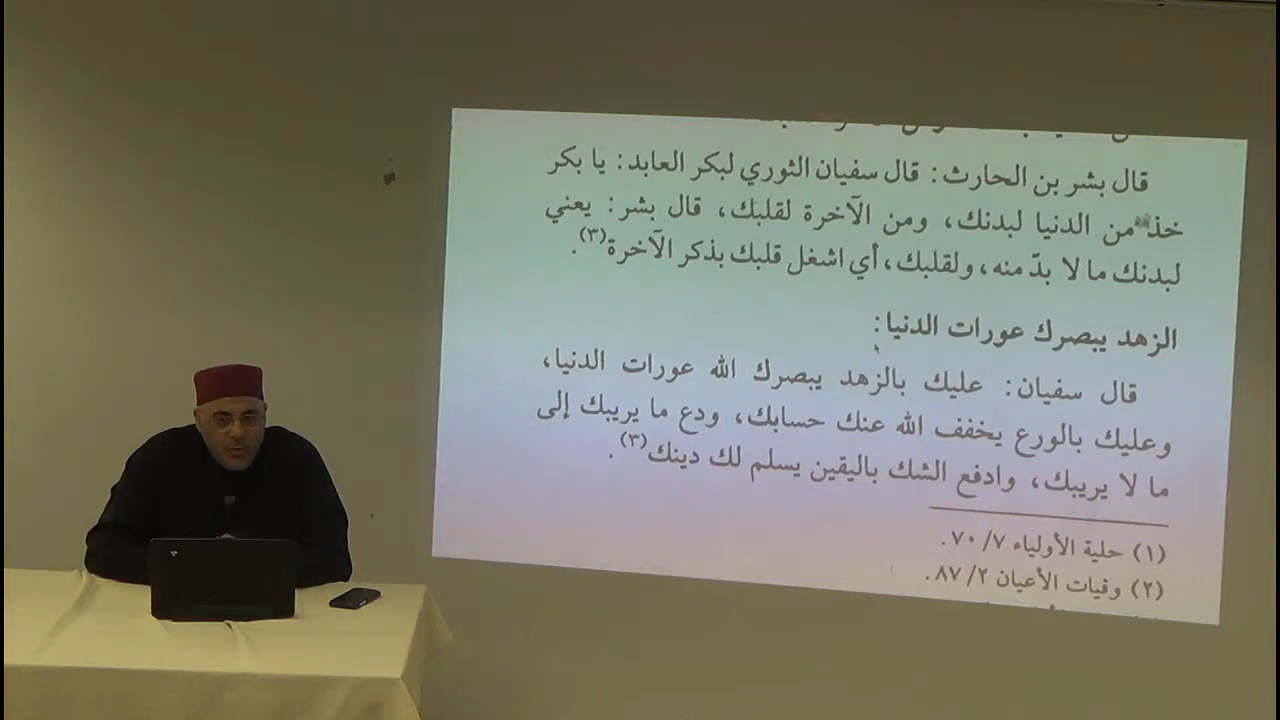 قال بشر بن الحارث: قال سفيان الثوري لبكر العابد: يا بكر
خذ من الدنيا لبدنك، ومن الآخرة لقلبك، قال بشر: يعني
لبدنك ما لا بدّ منه، ولقلبك، أي اشغل قلبك بذكر الآخرة(٣).
الزهد يبصرك عورات الدنيا:
قال سفيان: عليك بالزهد يبصرك الله عورات الدنيا،
وعليك بالورع يخفف الله عنك حسابك، ودع ما يريبك إلى
ما لا يريبك، وادفع الشك باليقين يسلم لك دينك(٣).
(١) حلية الأولياء ٧/ ٧٠.
(٢) وفيات الأعيان ٢/ ٨٧.